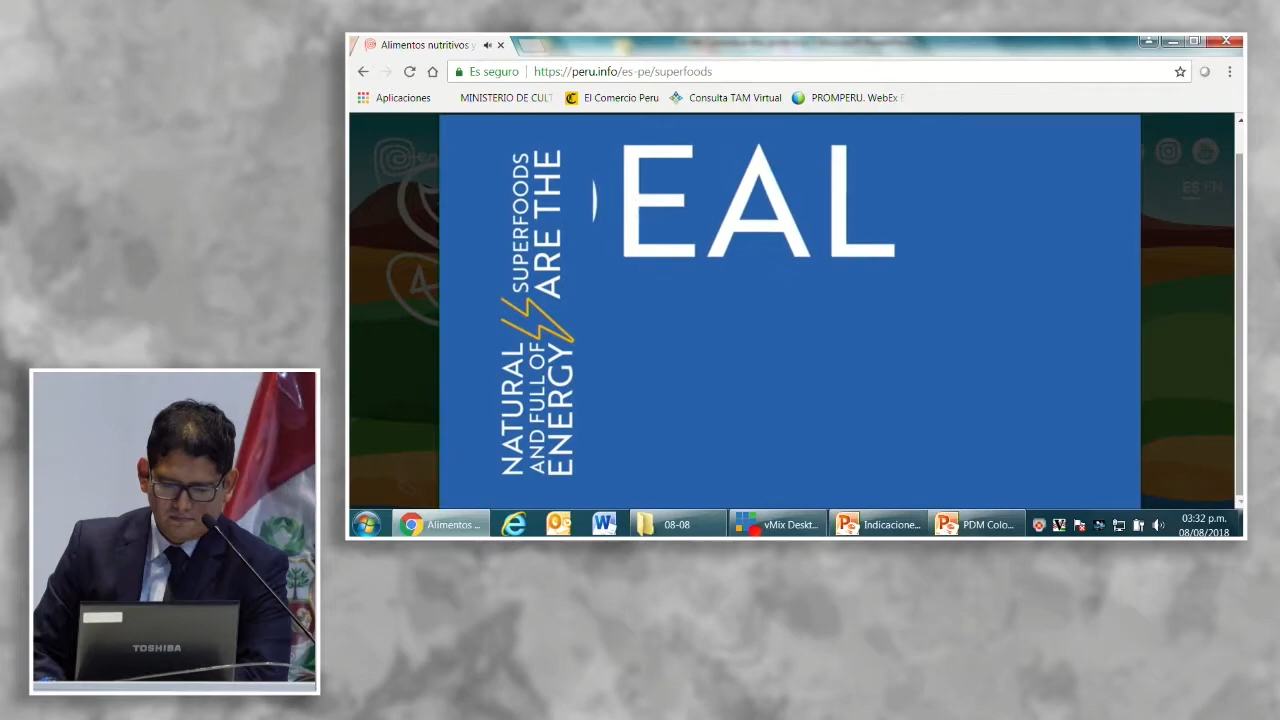 Alimentos nutritivos y
Es seguro
https://peru.info/es-pe/superfoods
Aplicaciones
MINISTERIO DE CULT
El Comercio Peru
Consulta TAM Virtual
PROMPERU. WebEx E
ES EN
NATURAL
AND FULL OF
ENERGY
SUPERFOODS
ARE THE
EAL
Alimentos ...
08-08
vMix Deskt...
Indicacione...
PDM Colo...
03:32 p.m.
08/08/2018
TOSHIBA